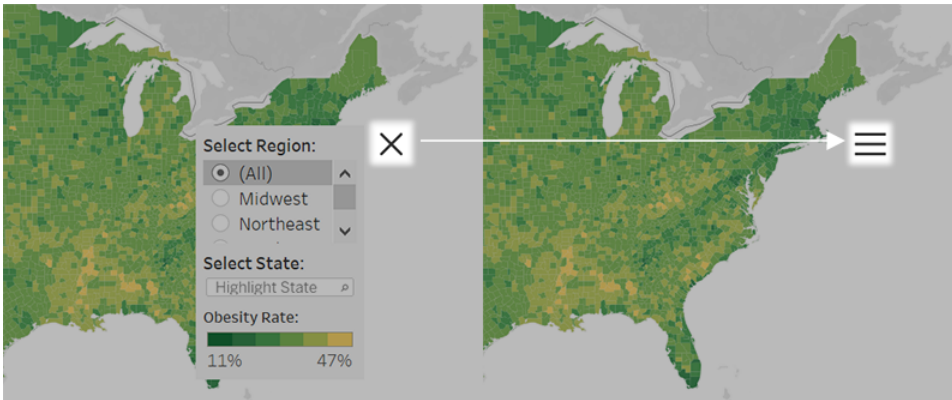 Select Region:
(All)
Midwest
Northeast
Select State:
Highlight State
Obesity Rate:
11% 47%